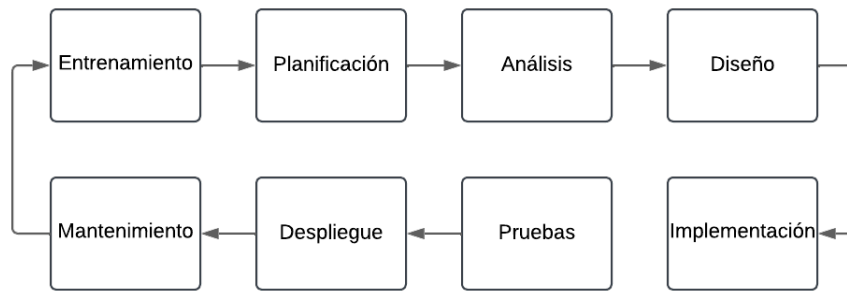 Entrenamiento
Planificación
Análisis
Diseño
Mantenimiento
Despliegue
Pruebas
Implementación